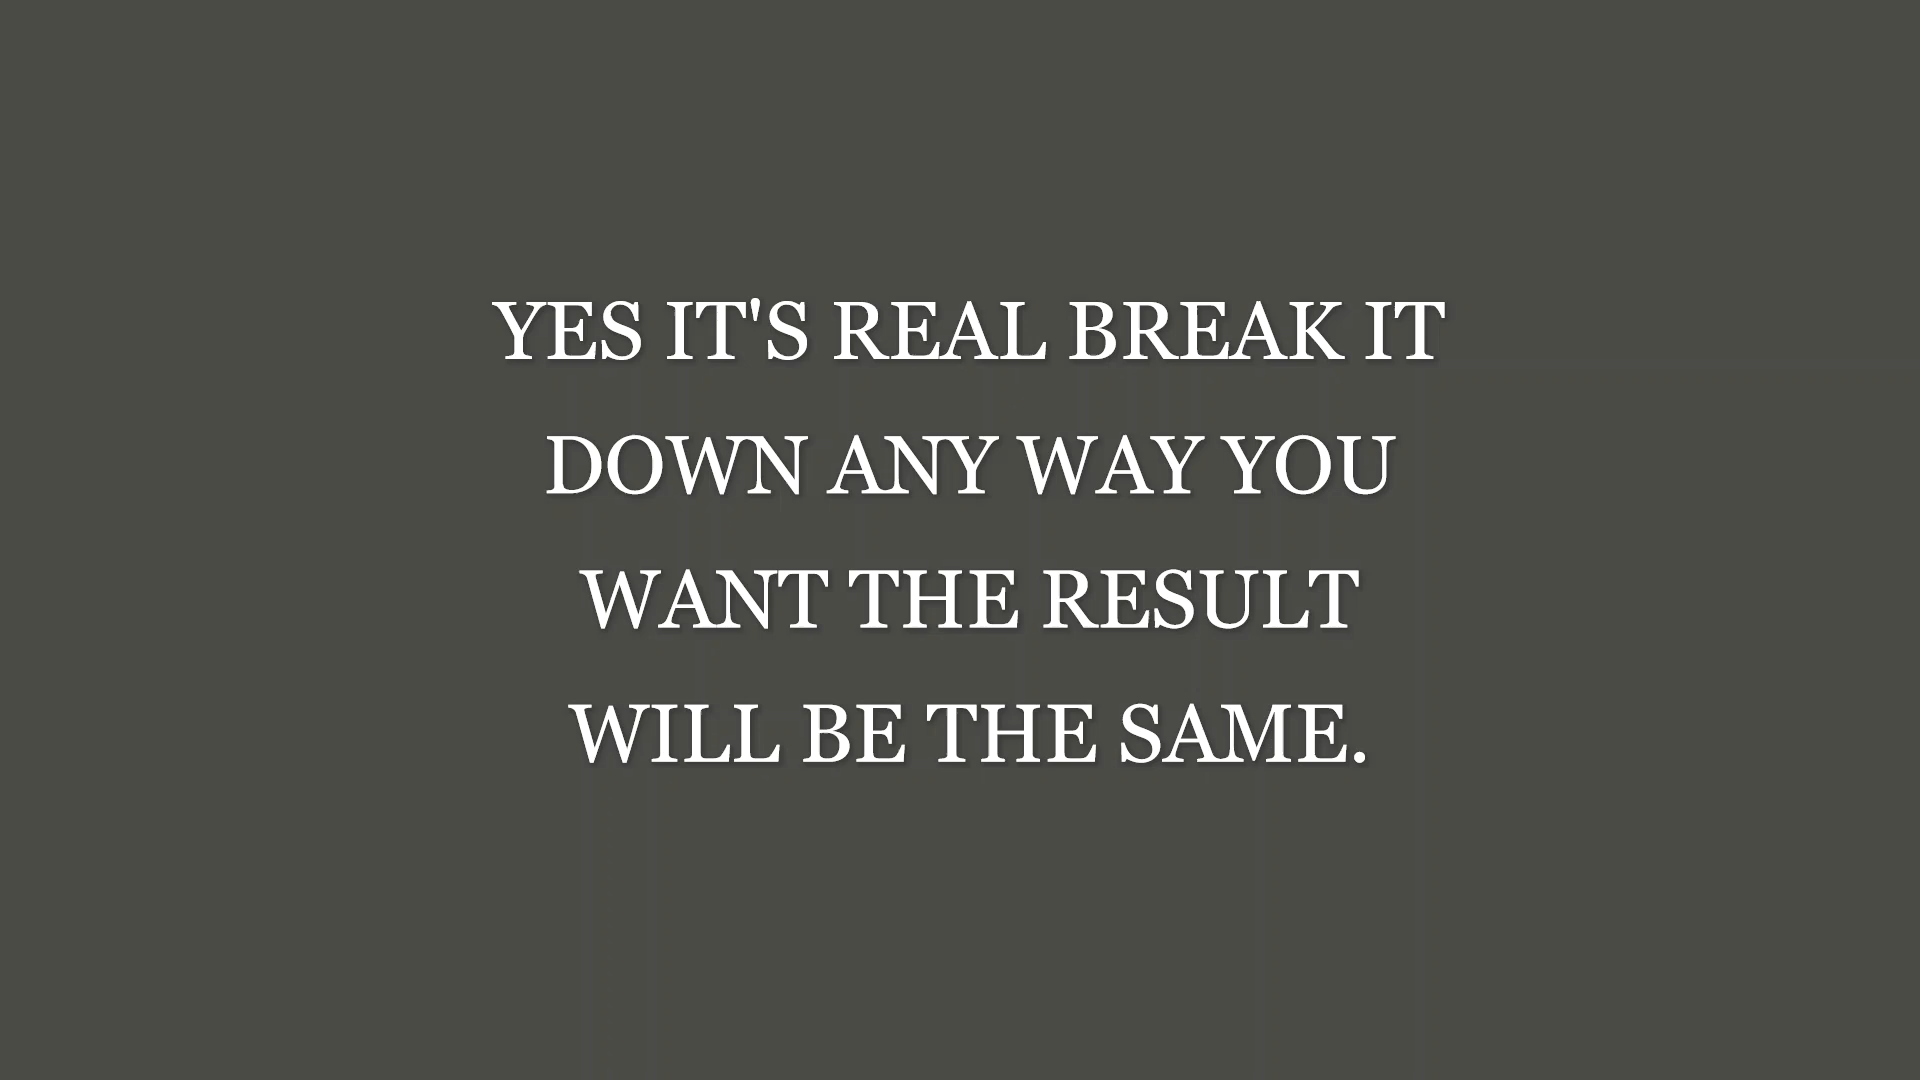 YES IT'S REAL BREAK IT
DOWN ANY WAY YOU
WANT THE RESULT
WILL BE THE SAME.